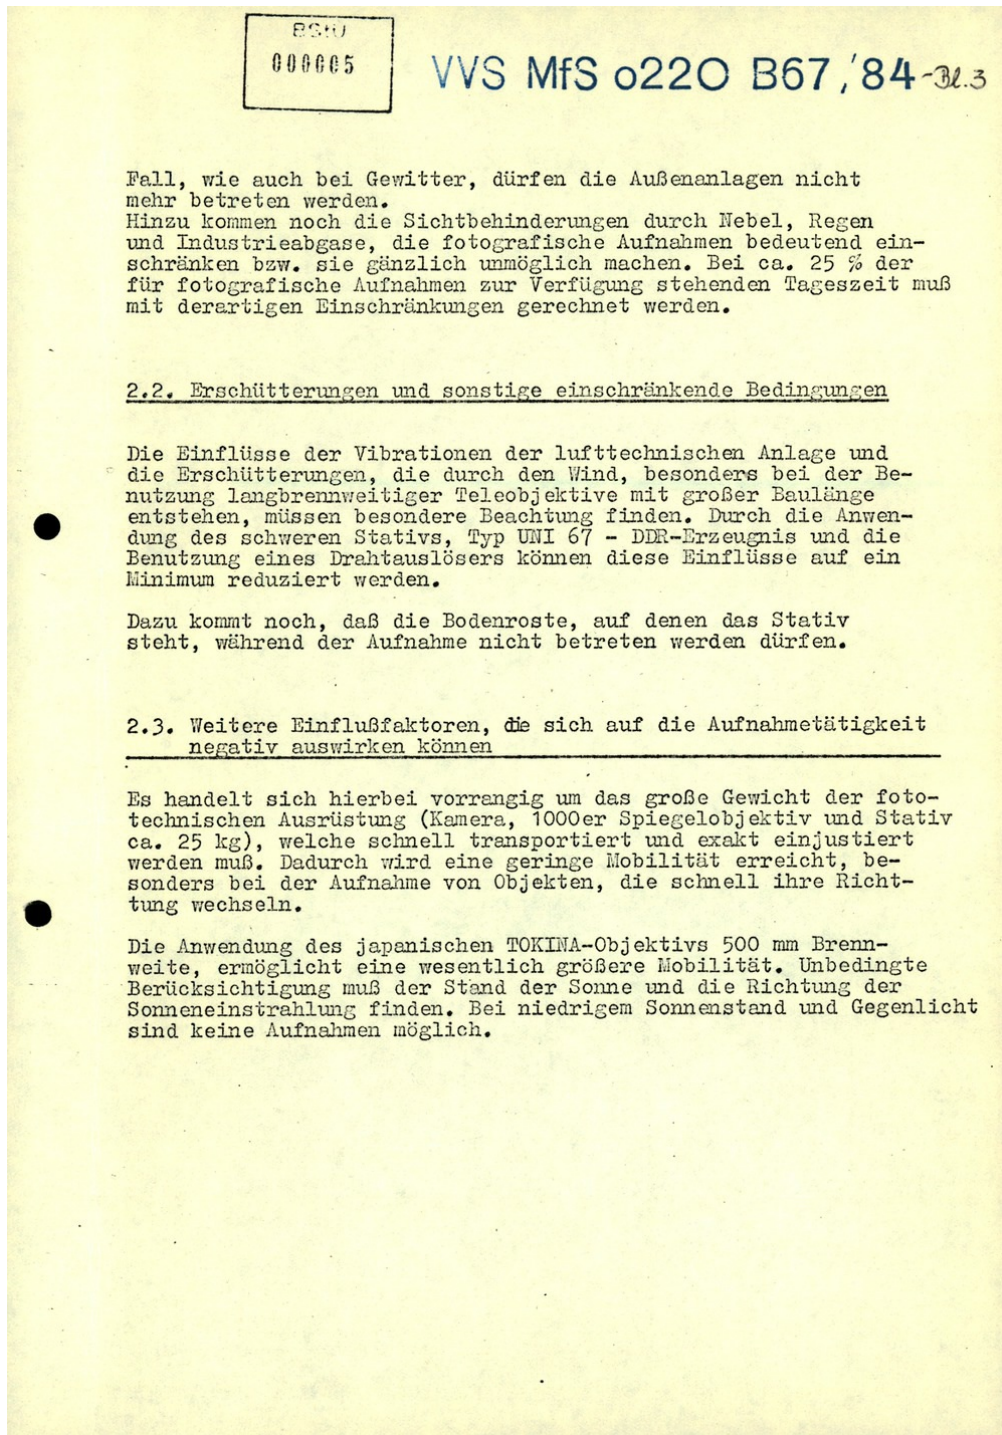 BStU
000005
VVS MfS o220 B67,'84-Bl.3
Fall, wie auch bei Gewitter, dürfen die Außenanlagen nicht
mehr betreten werden.
Hinzu kommen noch die Sichtbehinderungen durch Nebel, Regen
und Industrieabgase, die fotografische Aufnahmen bedeutend ein-
schränken bzw. sie gänzlich unmöglich machen. Bei ca. 25 % der
für fotografische Aufnahmen zur Verfügung stehenden Tageszeit muß
mit derartigen Einschränkungen gerechnet werden.
2.2. Erschütterungen und sonstige einschränkende Bedingungen
Die Einflüsse der Vibrationen der lufttechnischen Anlage und
die Erschütterungen, die durch den Wind, besonders bei der Be-
nutzung langbrennweitiger Teleobjektive mit großer Baulänge
entstehen, müssen besondere Beachtung finden. Durch die Anwen-
dung des schweren Stativs, Typ UNI 67 - DDR-Erzeugnis und die
Benutzung eines Drahtauslösers können diese Einflüsse auf ein
Minimum reduziert werden.
Dazu kommt noch, daß die Bodenroste, auf denen das Stativ
steht, während der Aufnahme nicht betreten werden dürfen.
2.3. Weitere Einflußfaktoren, die sich auf die Aufnahmetätigkeit
negativ auswirken können
Es handelt sich hierbei vorrangig um das große Gewicht der foto-
technischen Ausrüstung (Kamera, 1000er Spiegelobjektiv und Stativ
ca. 25 kg), welche schnell transportiert und exakt einjustiert
werden muß. Dadurch wird eine geringe Mobilität erreicht, be-
sonders bei der Aufnahme von Objekten, die schnell ihre Richt-
tung wechseln.
Die Anwendung des japanischen TOKINA-Objektivs 500 mm Brenn-
weite, ermöglicht eine wesentlich größere Mobilität. Unbedingte
Berücksichtigung muß der Stand der Sonne und die Richtung der
Sonneneinstrahlung finden. Bei niedrigem Sonnenstand und Gegenlicht
sind keine Aufnahmen möglich.